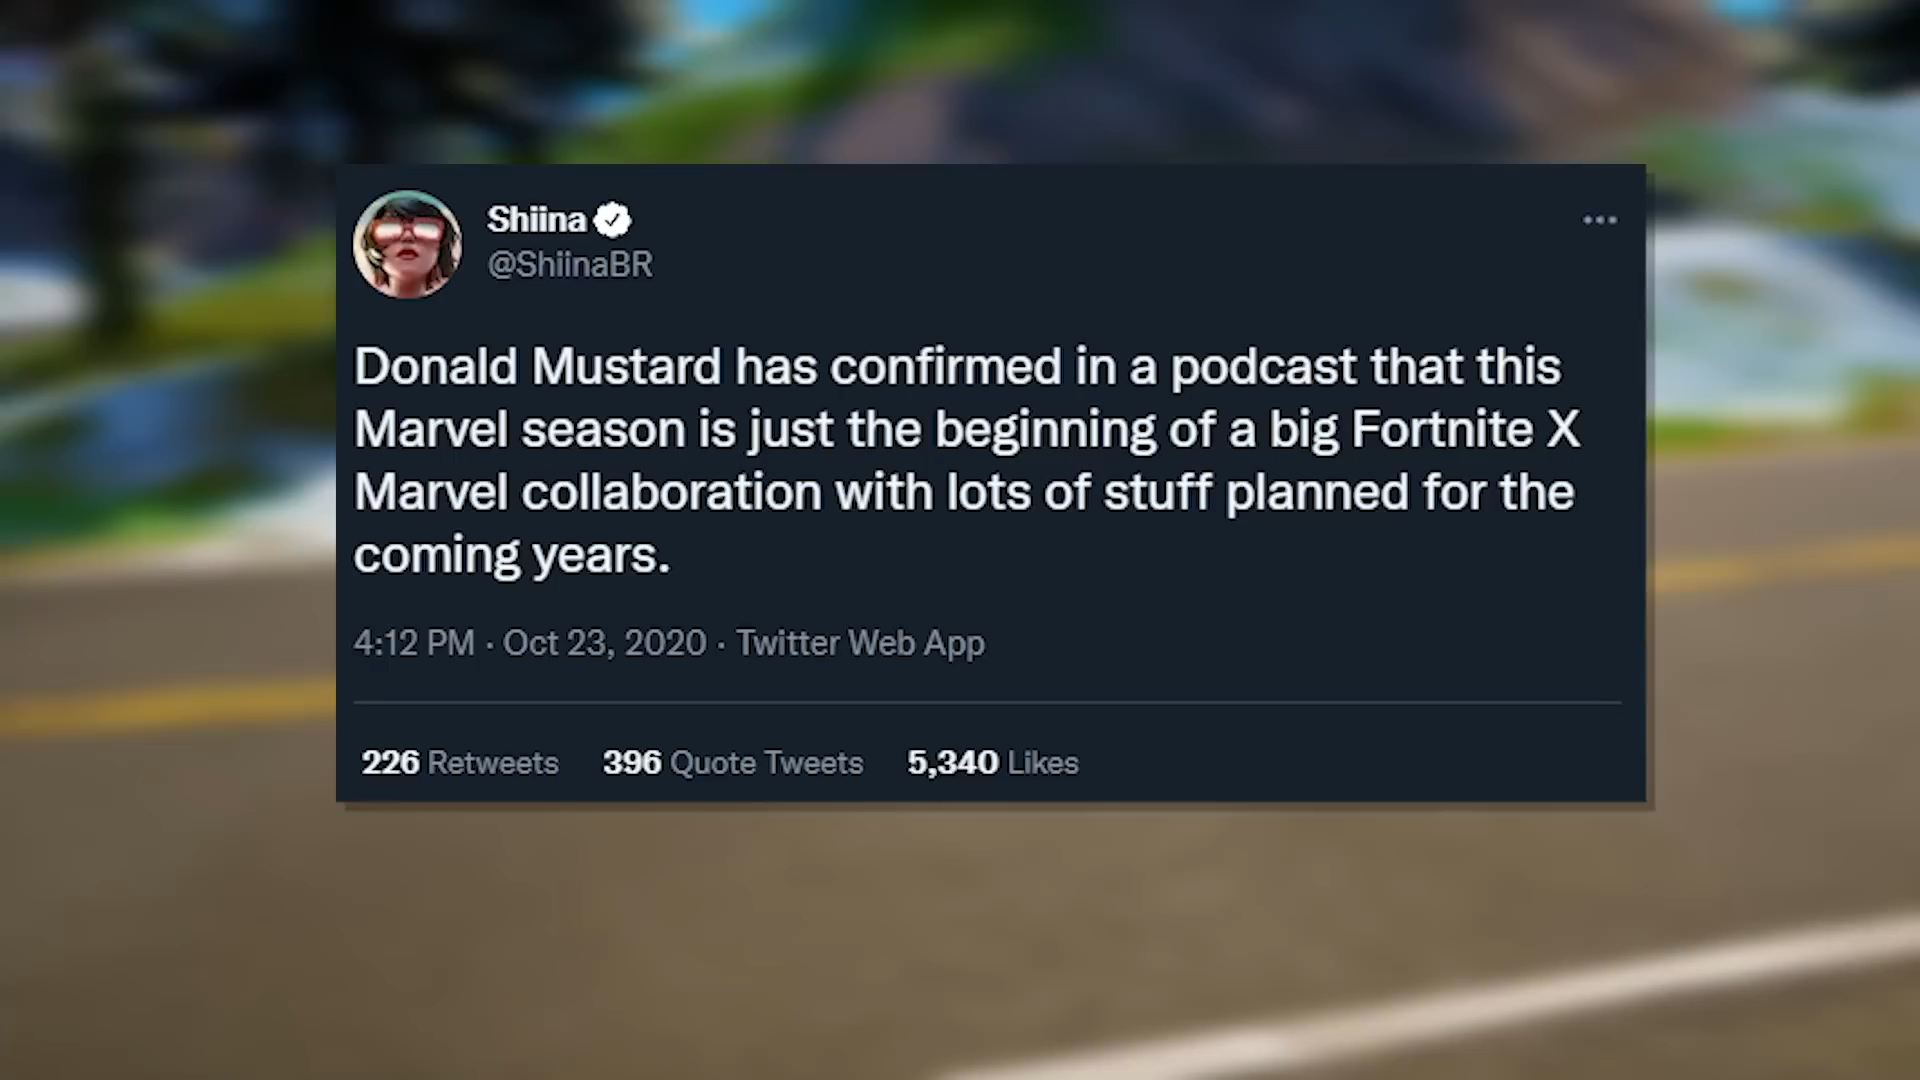 Shiina
@ShiinaBR
Donald Mustard has confirmed in a podcast that this
Marvel season is just the beginning of a big Fortnite X
Marvel collaboration with lots of stuff planned for the
coming years.
4:12 PM · Oct 23, 2020 · Twitter Web App
226 Retweets 396 Quote Tweets 5,340 Likes